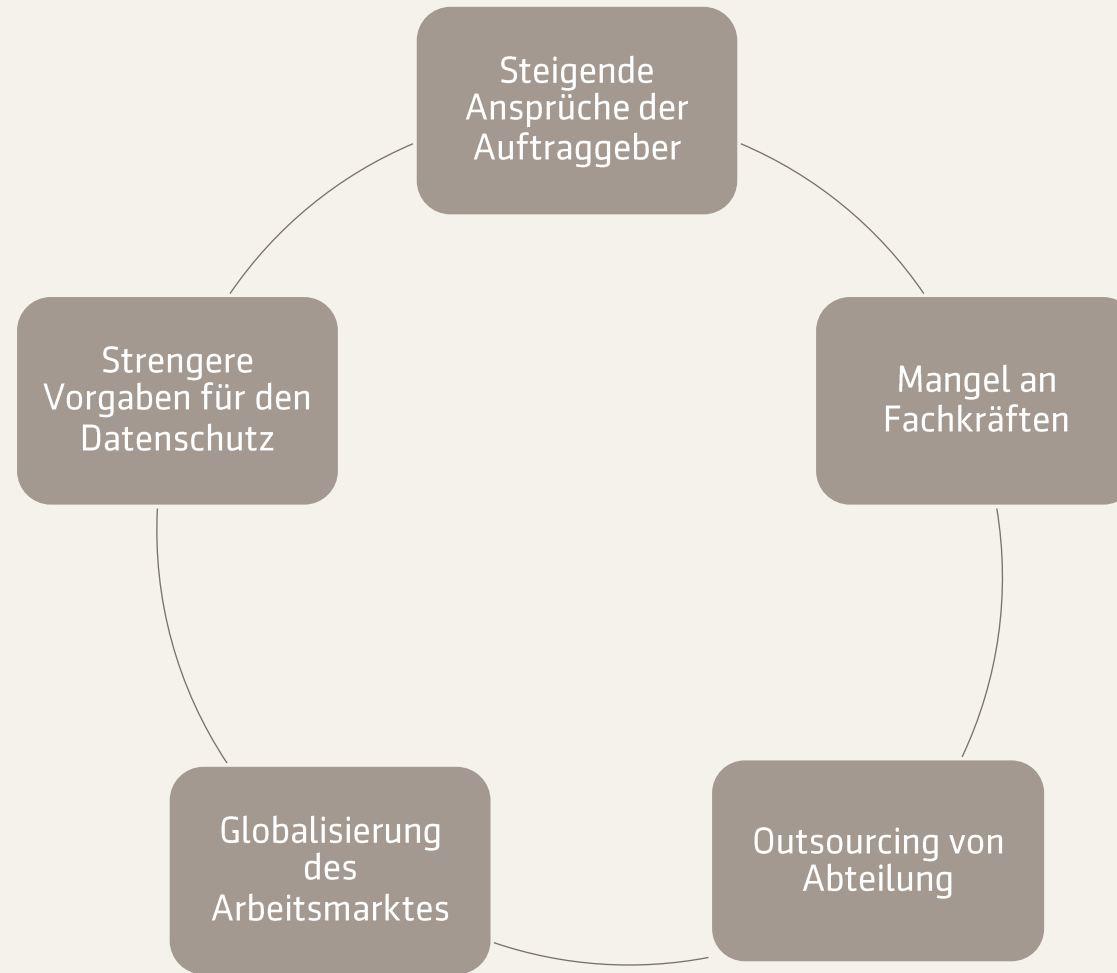 Steigende
Ansprüche der
Auftraggeber
Mangel an
Fachkräften
Outsourcing von
Abteilung
Globalisierung
des
Arbeitsmarktes
Strengere
Vorgaben für den
Datenschutz